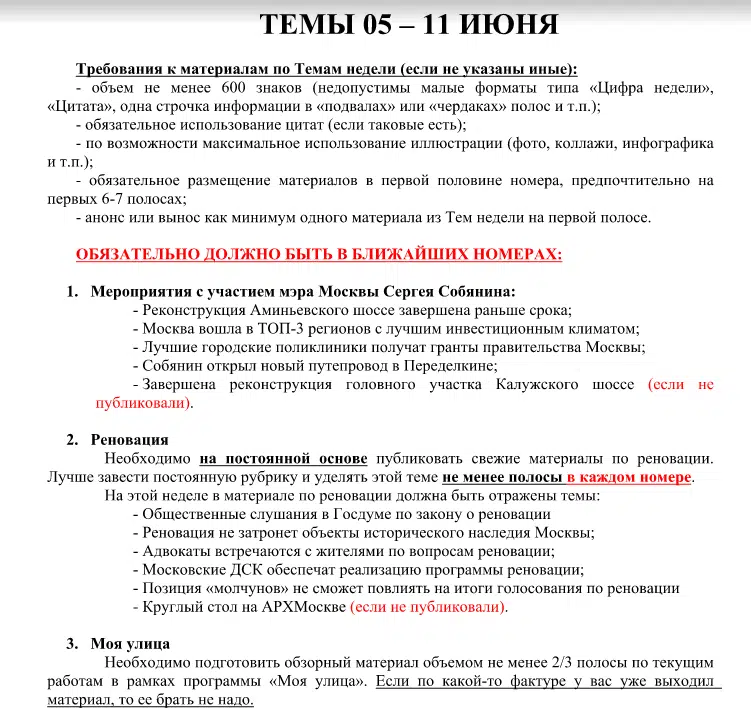 ТЕМЫ 05 – 11 ИЮНЯ
Требования к материалам по Темам недели (если не указаны иные):
- объем не менее 600 знаков (недопустимы малые форматы типа «Цифра недели»,
«Цитата», одна строчка информации в «подвалах» или «чердаках» полос и т.п.);
- обязательное использование цитат (если таковые есть);
- по возможности максимальное использование иллюстрации (фото, коллажи, инфографика
и т.п.);
- обязательное размещение материалов в первой половине номера, предпочтительно на
первых 6-7 полосах;
- анонс или вынос как минимум одного материала из Тем недели на первой полосе.
ОБЯЗАТЕЛЬНО ДОЛЖНО БЫТЬ В БЛИЖАЙШИХ НОМЕРАХ:
1. Мероприятия с участием мэра Москвы Сергея Собянина:
- Реконструкция Аминьевского шоссе завершена раньше срока;
- Москва вошла в ТОП-3 регионов с лучшим инвестиционным климатом;
- Лучшие городские поликлиники получат гранты правительства Москвы;
- Собянин открыл новый путепровод в Переделкине;
- Завершена реконструкция головного участка Калужского шоссе (если не
публиковали).
2. Реновация
Необходимо на постоянной основе публиковать свежие материалы по реновации.
Лучше завести постоянную рубрику и уделять этой теме не менее полосы в каждом номере.
На этой неделе в материале по реновации должна быть отражены темы:
- Общественные слушания в Госдуме по закону о реновации
- Реновация не затронет объекты исторического наследия Москвы;
- Адвокаты встречаются с жителями по вопросам реновации;
- Московские ДСК обеспечат реализацию программы реновации;
- Позиция «молчунов» не сможет повлиять на итоги голосования по реновации
- Круглый стол на АРХМоскве (если не публиковали).
3. Моя улица
Необходимо подготовить обзорный материал объемом не менее 2/3 полосы по текущим
работам в рамках программы «Моя улица». Если по какой-то фактуре у вас уже выходил
материал, то ее брать не надо.